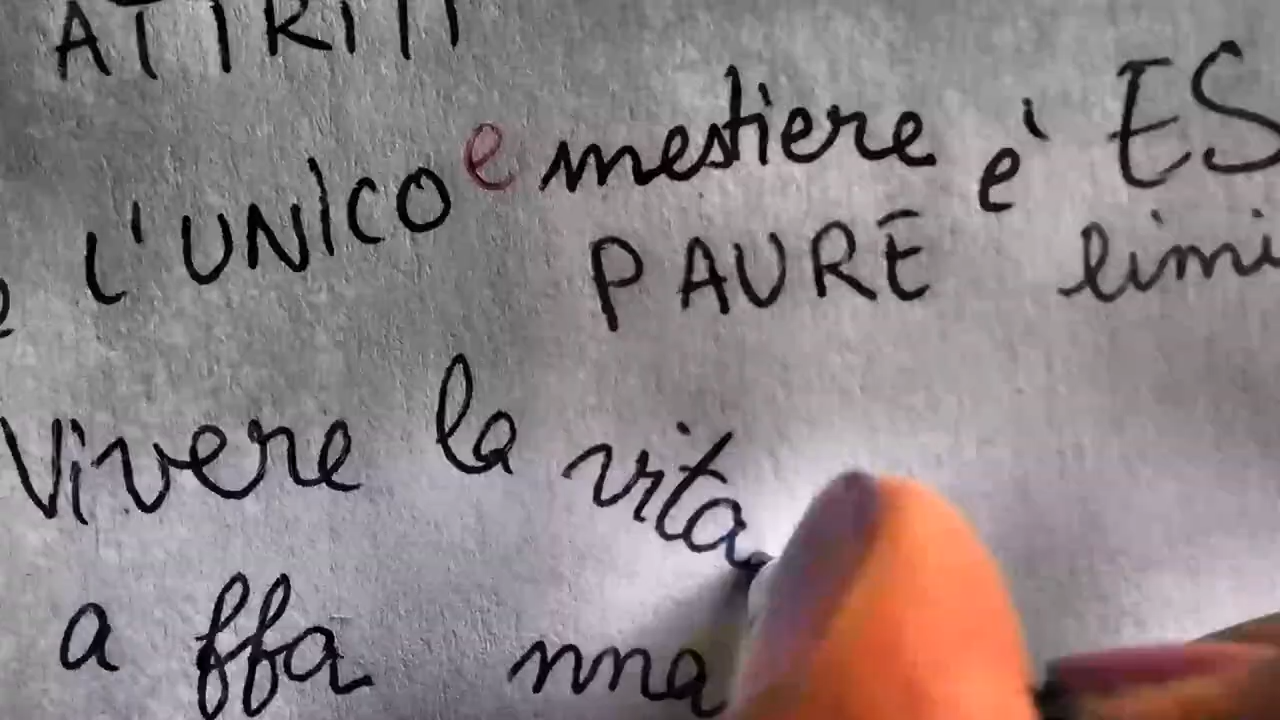 ATTRITI
L'UNICO e mestiere è ES
PAURE limi
Vivere la vita
a ffa nna